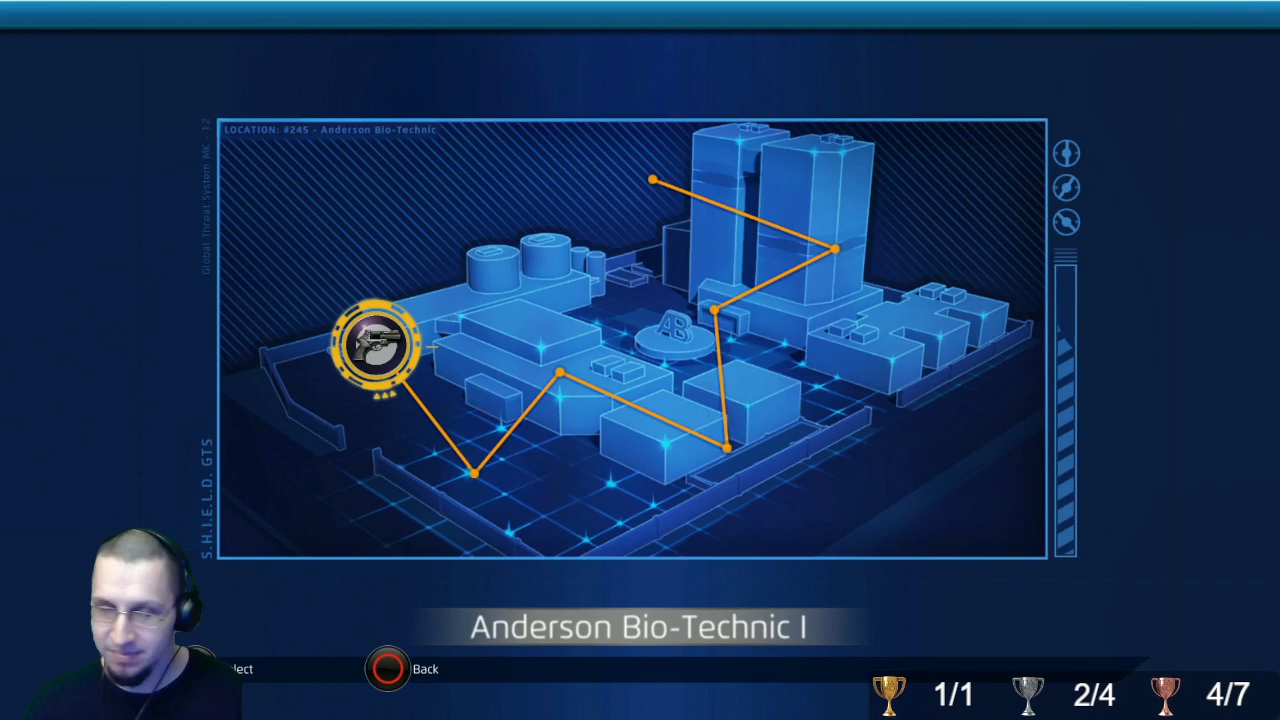 LOCATION: #245 - Anderson Bio-Technic
Global Threat System MK - 12
S.H.I.E.L.D. GTS
AB
Anderson Bio-Technic I
lect
Back
1/1
2/4
4/7